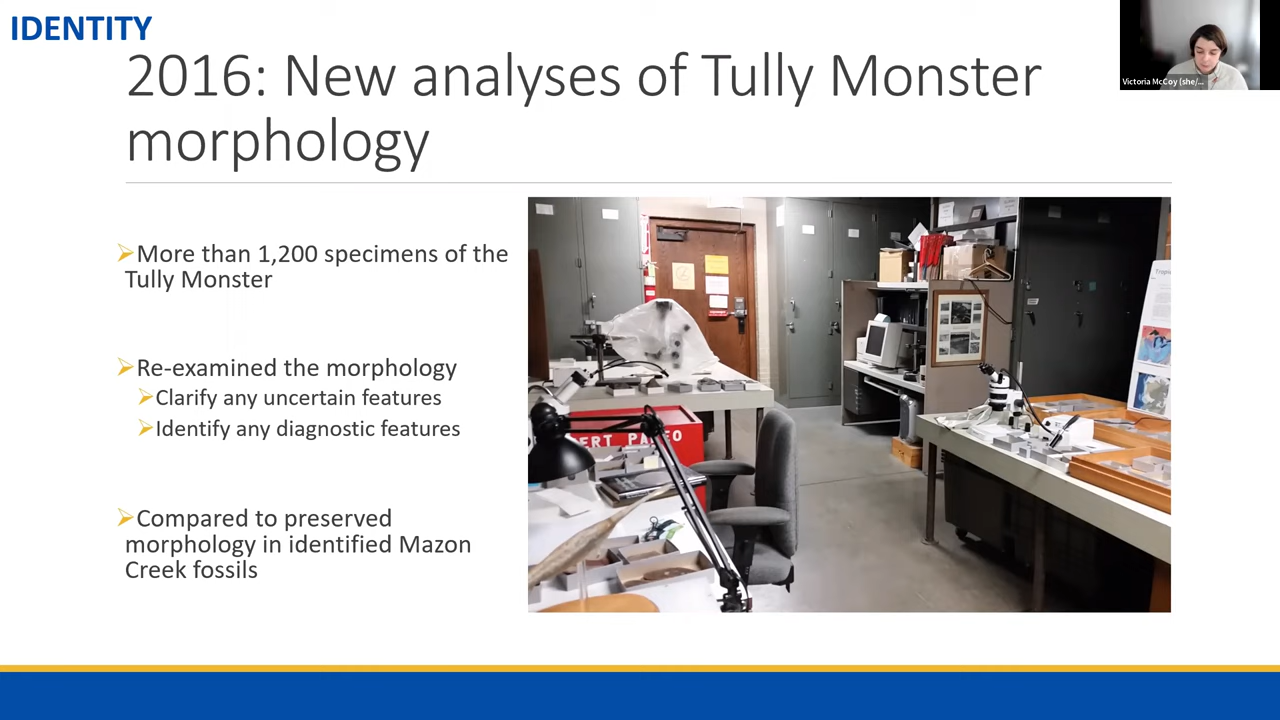 IDENTITY
2016: New analyses of Tully Monster
morphology
Victoria McCoy (she/...
➢More than 1,200 specimens of the
Tully Monster
➢Re-examined the morphology
➢Clarify any uncertain features
➢Identify any diagnostic features
➢Compared to preserved
morphology in identified Mazon
Creek fossils